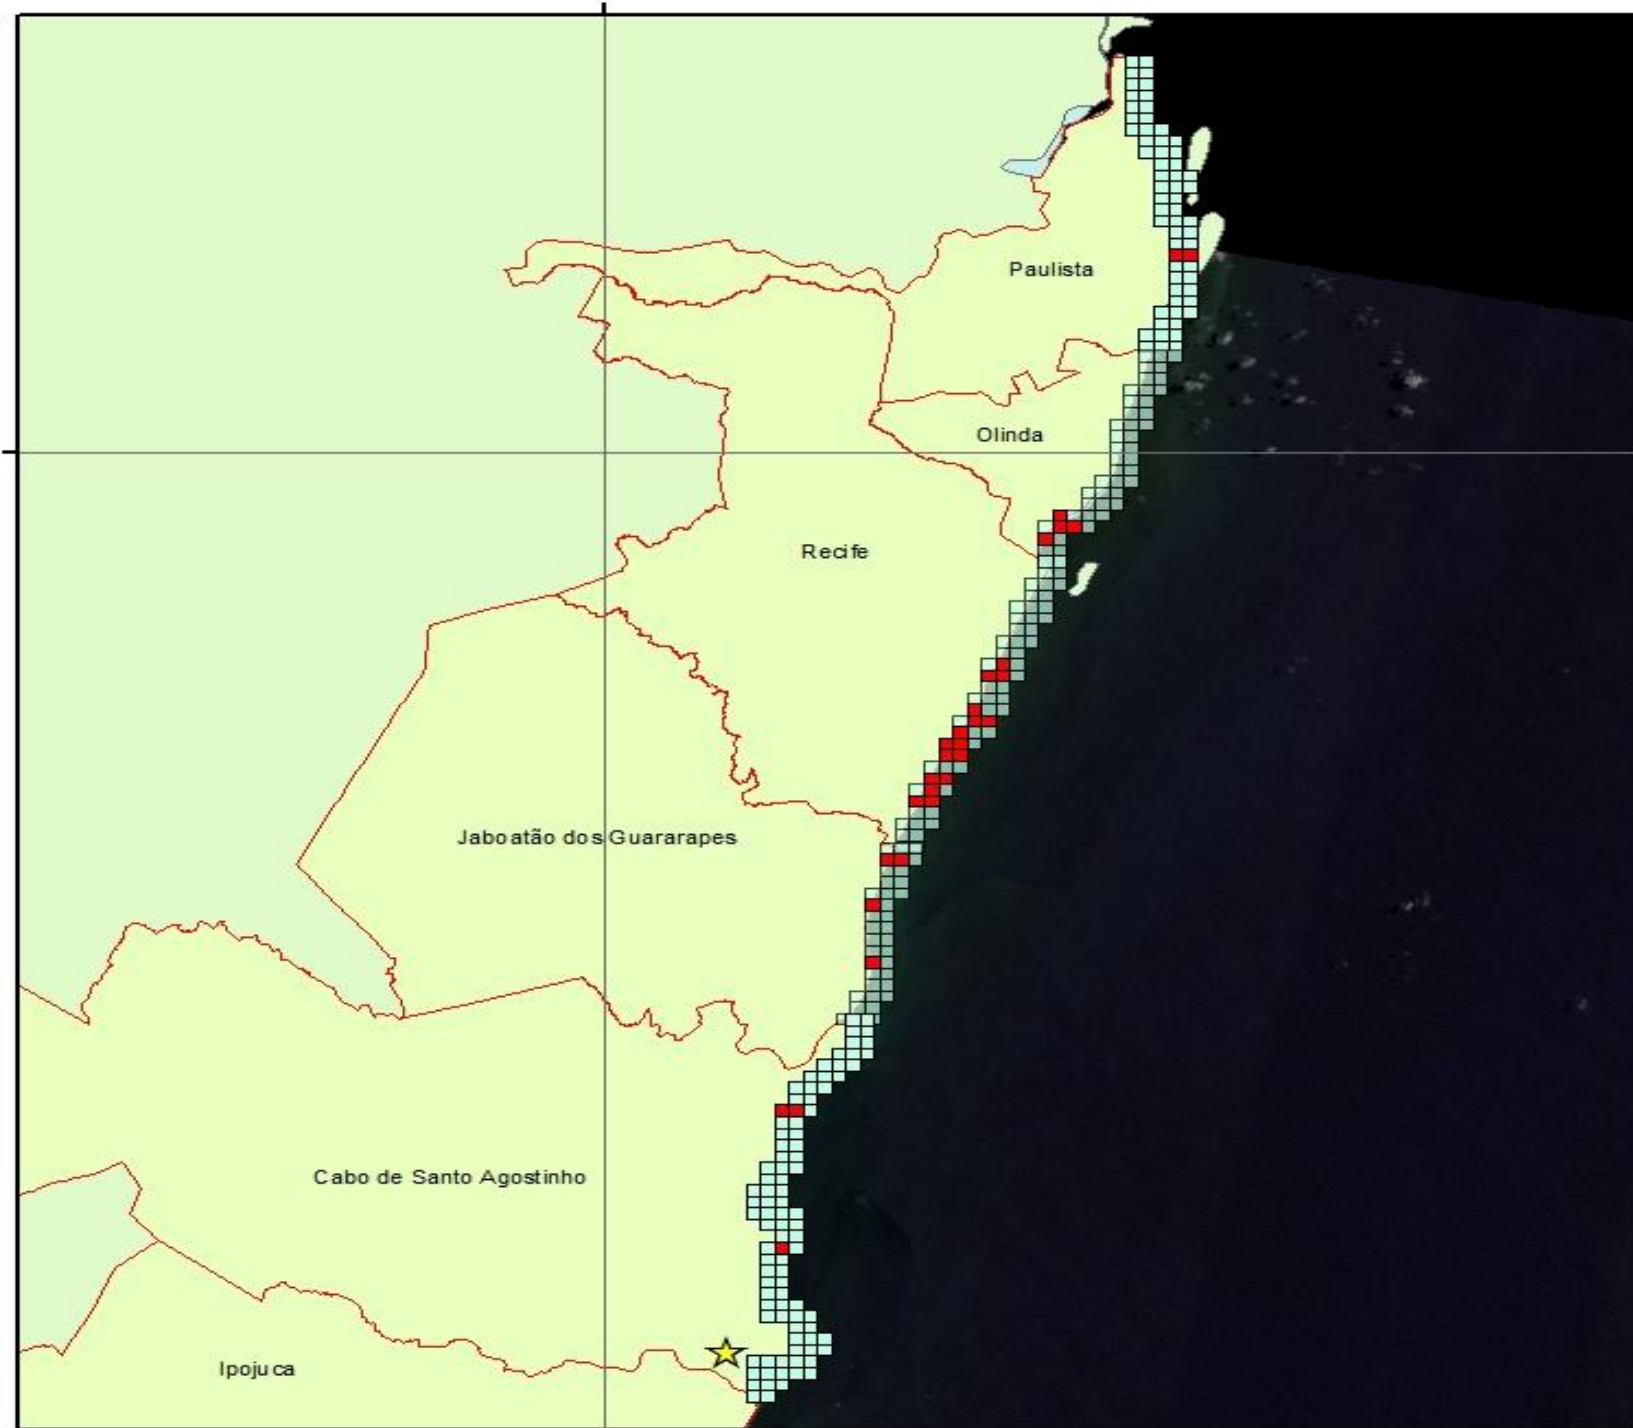 Paulista
Olinda
Recife
Jaboatão dos Guararapes
Cabo de Santo Agostinho
Ipojuca